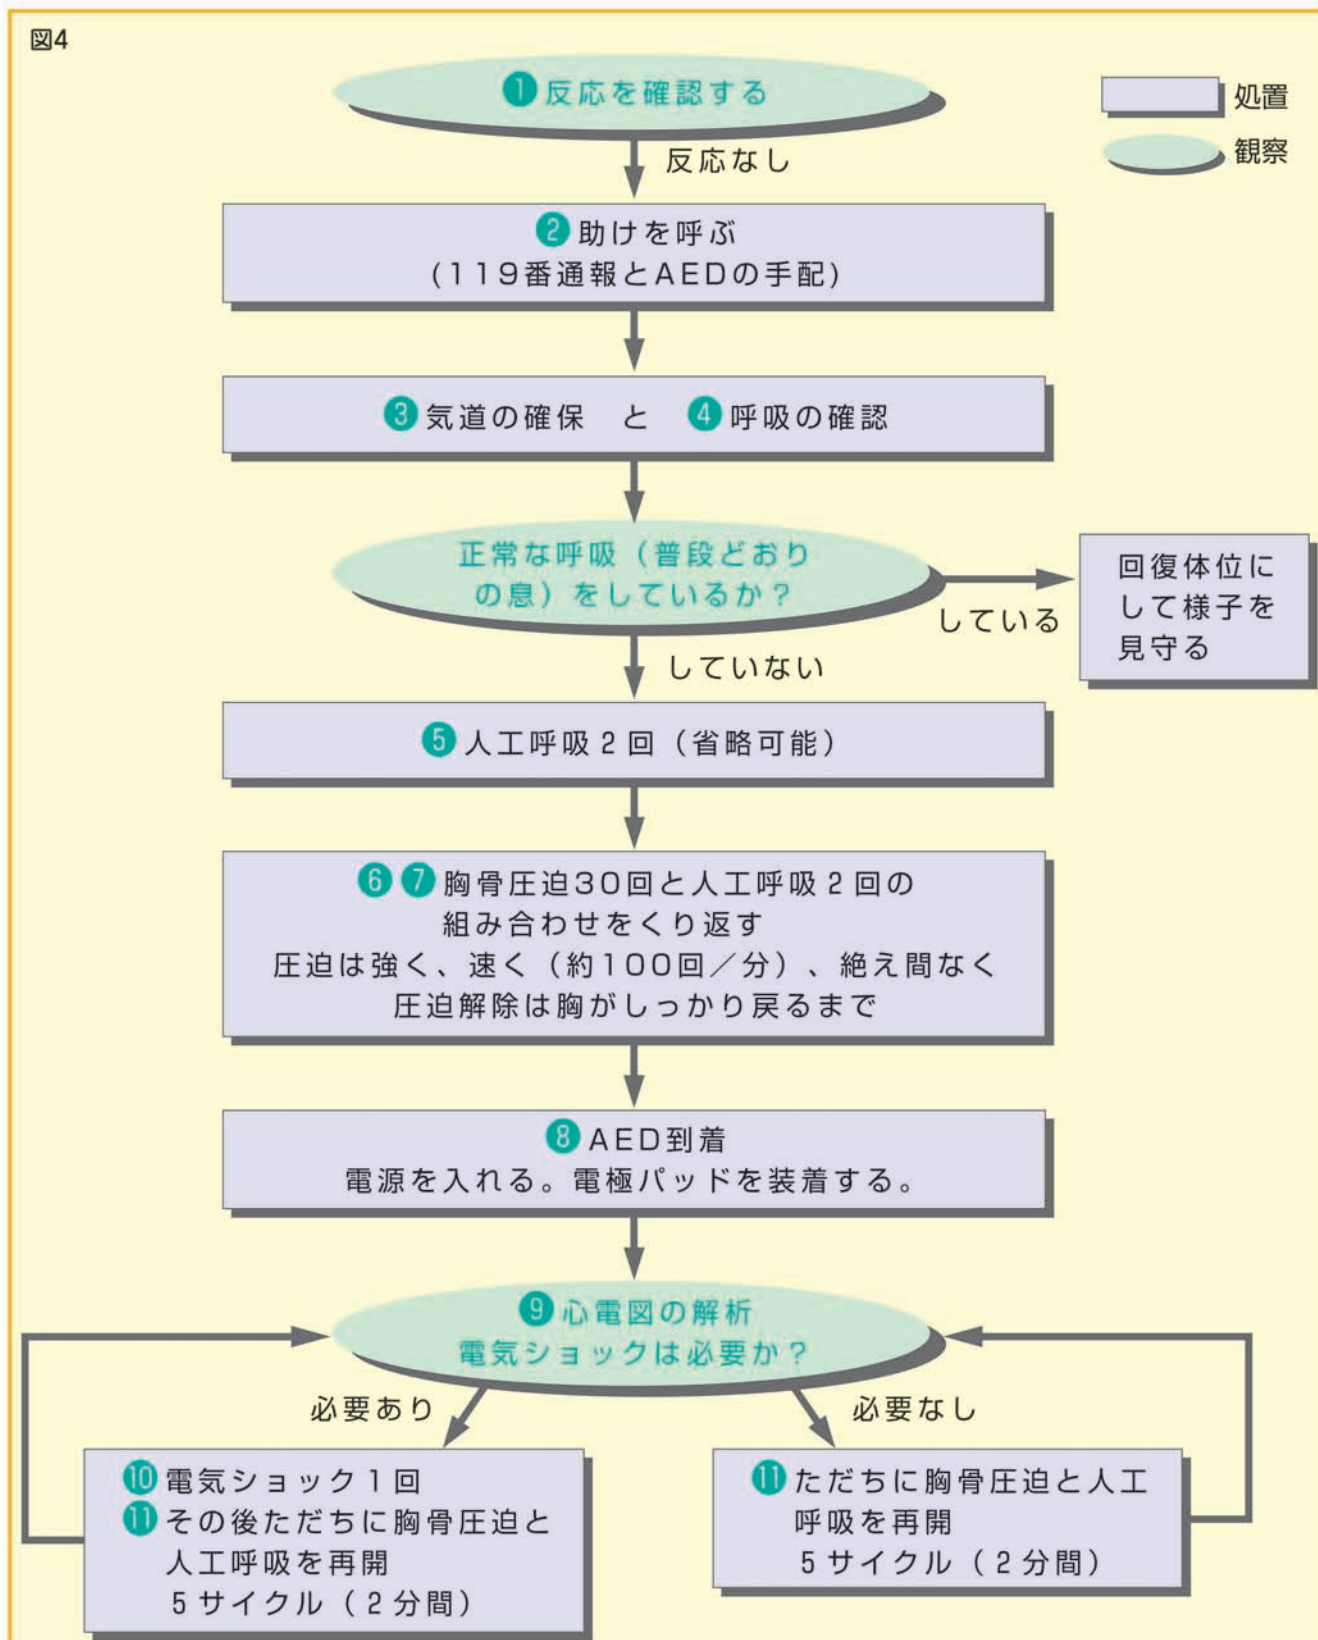 図4
❶反応を確認する
処置
観察
反応なし
❷助けを呼ぶ
(119番通報とAEDの手配)
❸気道の確保 と ❹呼吸の確認
正常な呼吸（普段どおり
の息）をしているか？
している
回復体位に
して様子を
見守る
していない
❺人工呼吸2回（省略可能）
❻❼胸骨圧迫30回と人工呼吸2回の
組み合わせをくり返す
圧迫は強く、速く（約100回／分）、絶え間なく
圧迫解除は胸がしっかり戻るまで
❽AED到着
電源を入れる。電極パッドを装着する。
❾心電図の解析
電気ショックは必要か？
必要あり
必要なし
❿電気ショック1回
⓫その後ただちに胸骨圧迫と
人工呼吸を再開
5サイクル（2分間）
⓫ただちに胸骨圧迫と人工
呼吸を再開
5サイクル（2分間）